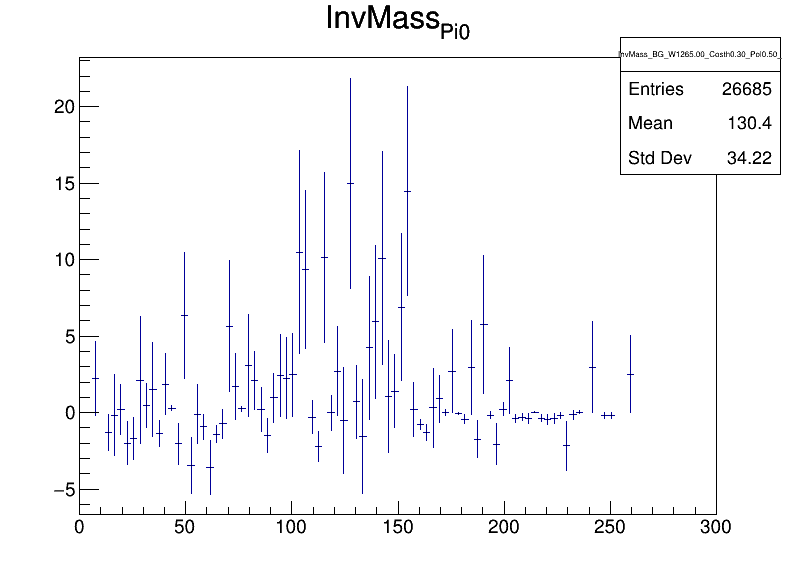 InvMass_Pi0
InvMass_BG_W1265.00_Costh0.30_Pol0.50_
Entries 26685
Mean 130.4
Std Dev 34.22
20
15
10
5
0
−5
0 50 100 150 200 250 300